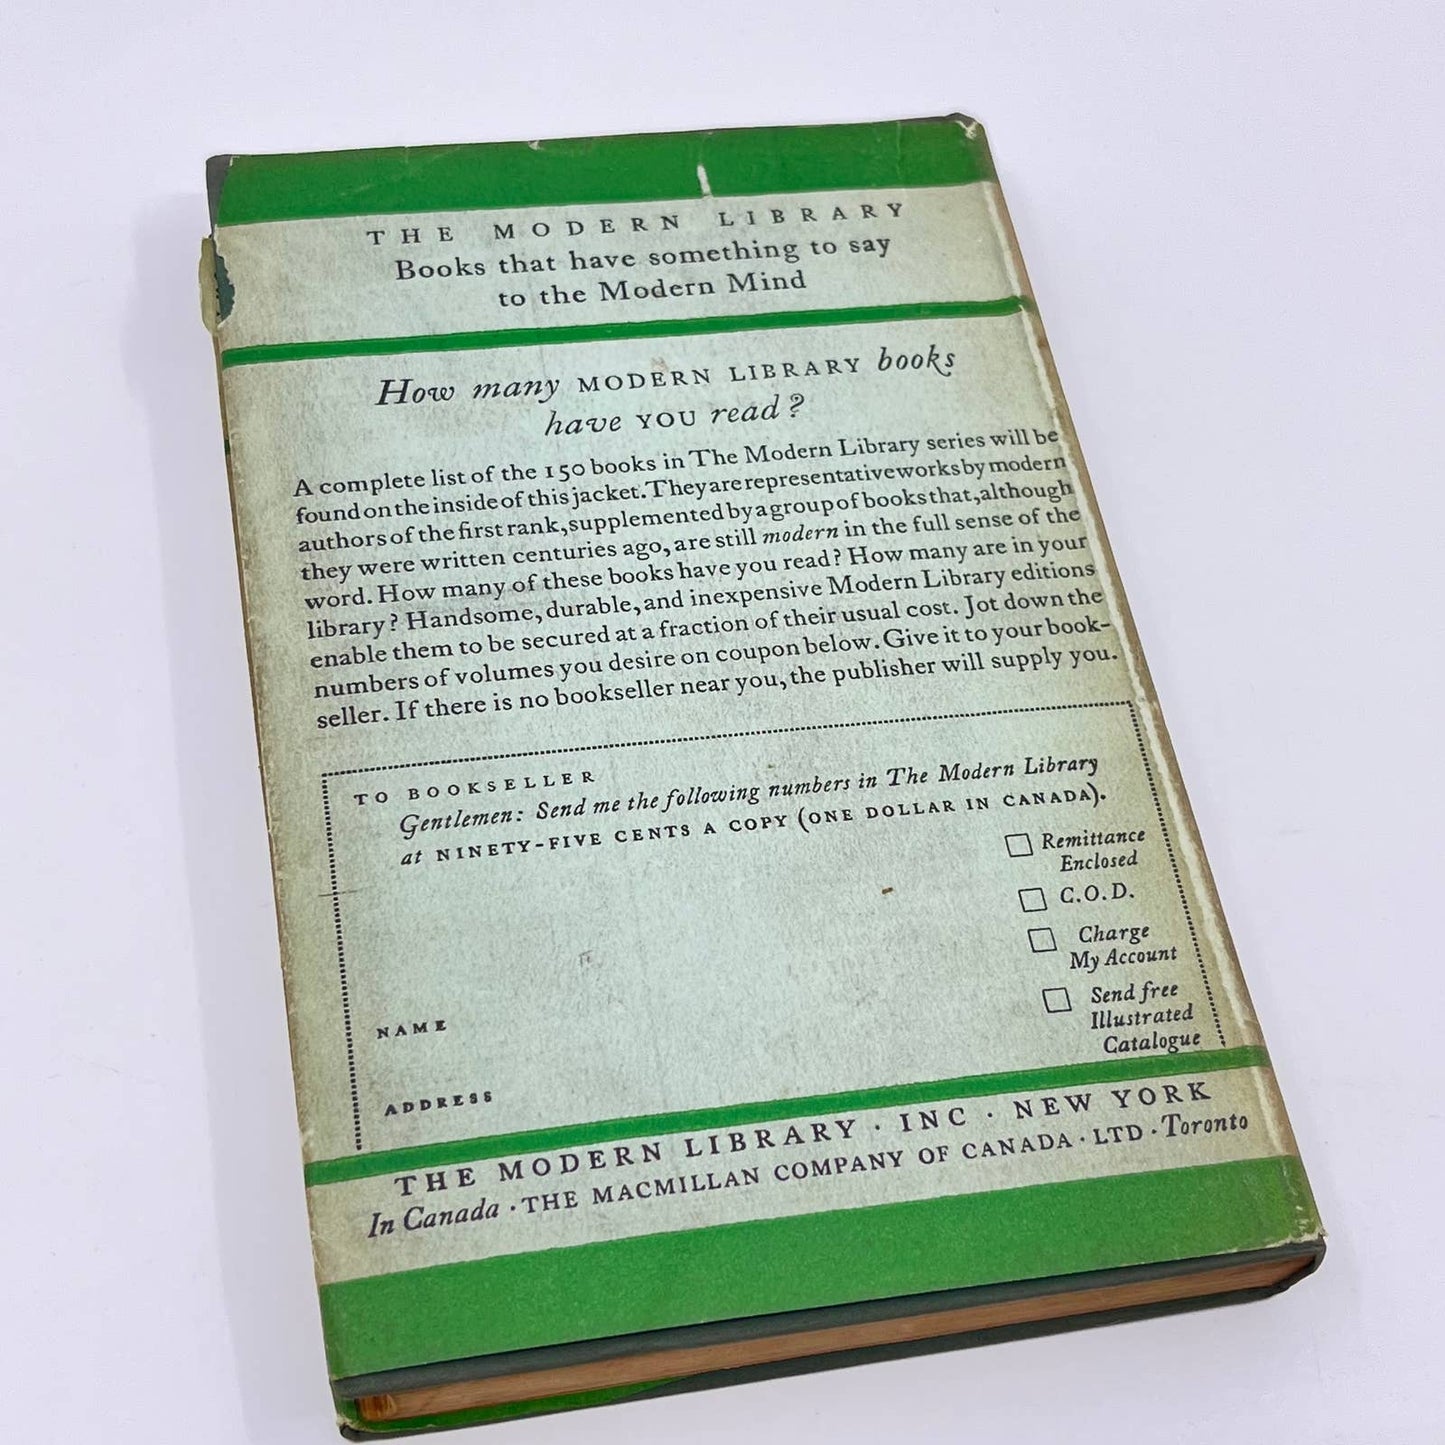 THE MODERN LIBRARY
Books that have something to say
to the Modern Mind
How many MODERN LIBRARY books
have YOU read?
A complete list of the 150 books in The Modern Library series will be
found on the inside of this jacket. They are representative works by modern
authors of the first rank, supplemented by a group of books that, although
they were written centuries ago, are still modern in the full sense of the
word. How many of these books have you read? How many are in your
library? Handsome, durable, and inexpensive Modern Library editions
enable them to be secured at a fraction of their usual cost. Jot down the
numbers of volumes you desire on coupon below. Give it to your book-
seller. If there is no bookseller near you, the publisher will supply you.
TO BOOKSELLER
Gentlemen: Send me the following numbers in The Modern Library
at NINETY-FIVE CENTS A COPY (ONE DOLLAR IN CANADA).
Remittance
Enclosed
C.O.D.
Charge
My Account
Send free
Illustrated
Catalogue
NAME
ADDRESS
THE MODERN LIBRARY · INC · NEW YORK
In Canada · THE MACMILLAN COMPANY OF CANADA · LTD · Toronto